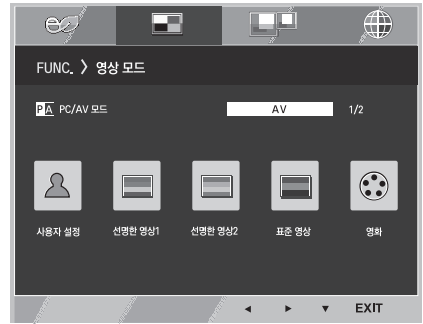 FUNC. 〉 영상 모드
PA PC/AV 모드 AV 1/2
사용자 설정 선명한 영상1 선명한 영상2 표준 영상 영화
◀ ▶ ▼ EXIT